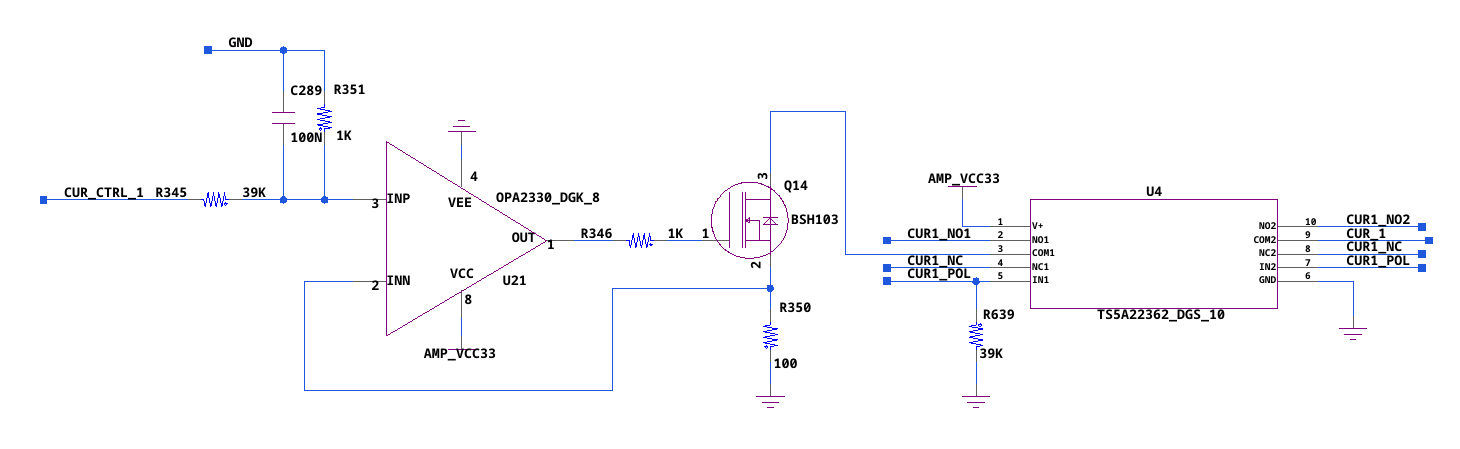 GND
C289 R351
100N 1K
CUR_CTRL_1 R345 39K
3 INP
4
VEE
OPA2330_DGK_8
OUT 1
2 INN
VCC
8
U21
AMP_VCC33
R346 1K
1
3
Q14
BSH103
2
R350
100
AMP_VCC33
U4
1 V+
CUR1_NO1 2 NO1
3 COM1
CUR1_NC 4 NC1
CUR1_POL 5 IN1
NO2 10 CUR1_NO2
COM2 9 CUR_1
NC2 8 CUR1_NC
IN2 7 CUR1_POL
GND 6
TS5A22362_DGS_10
R639
39K